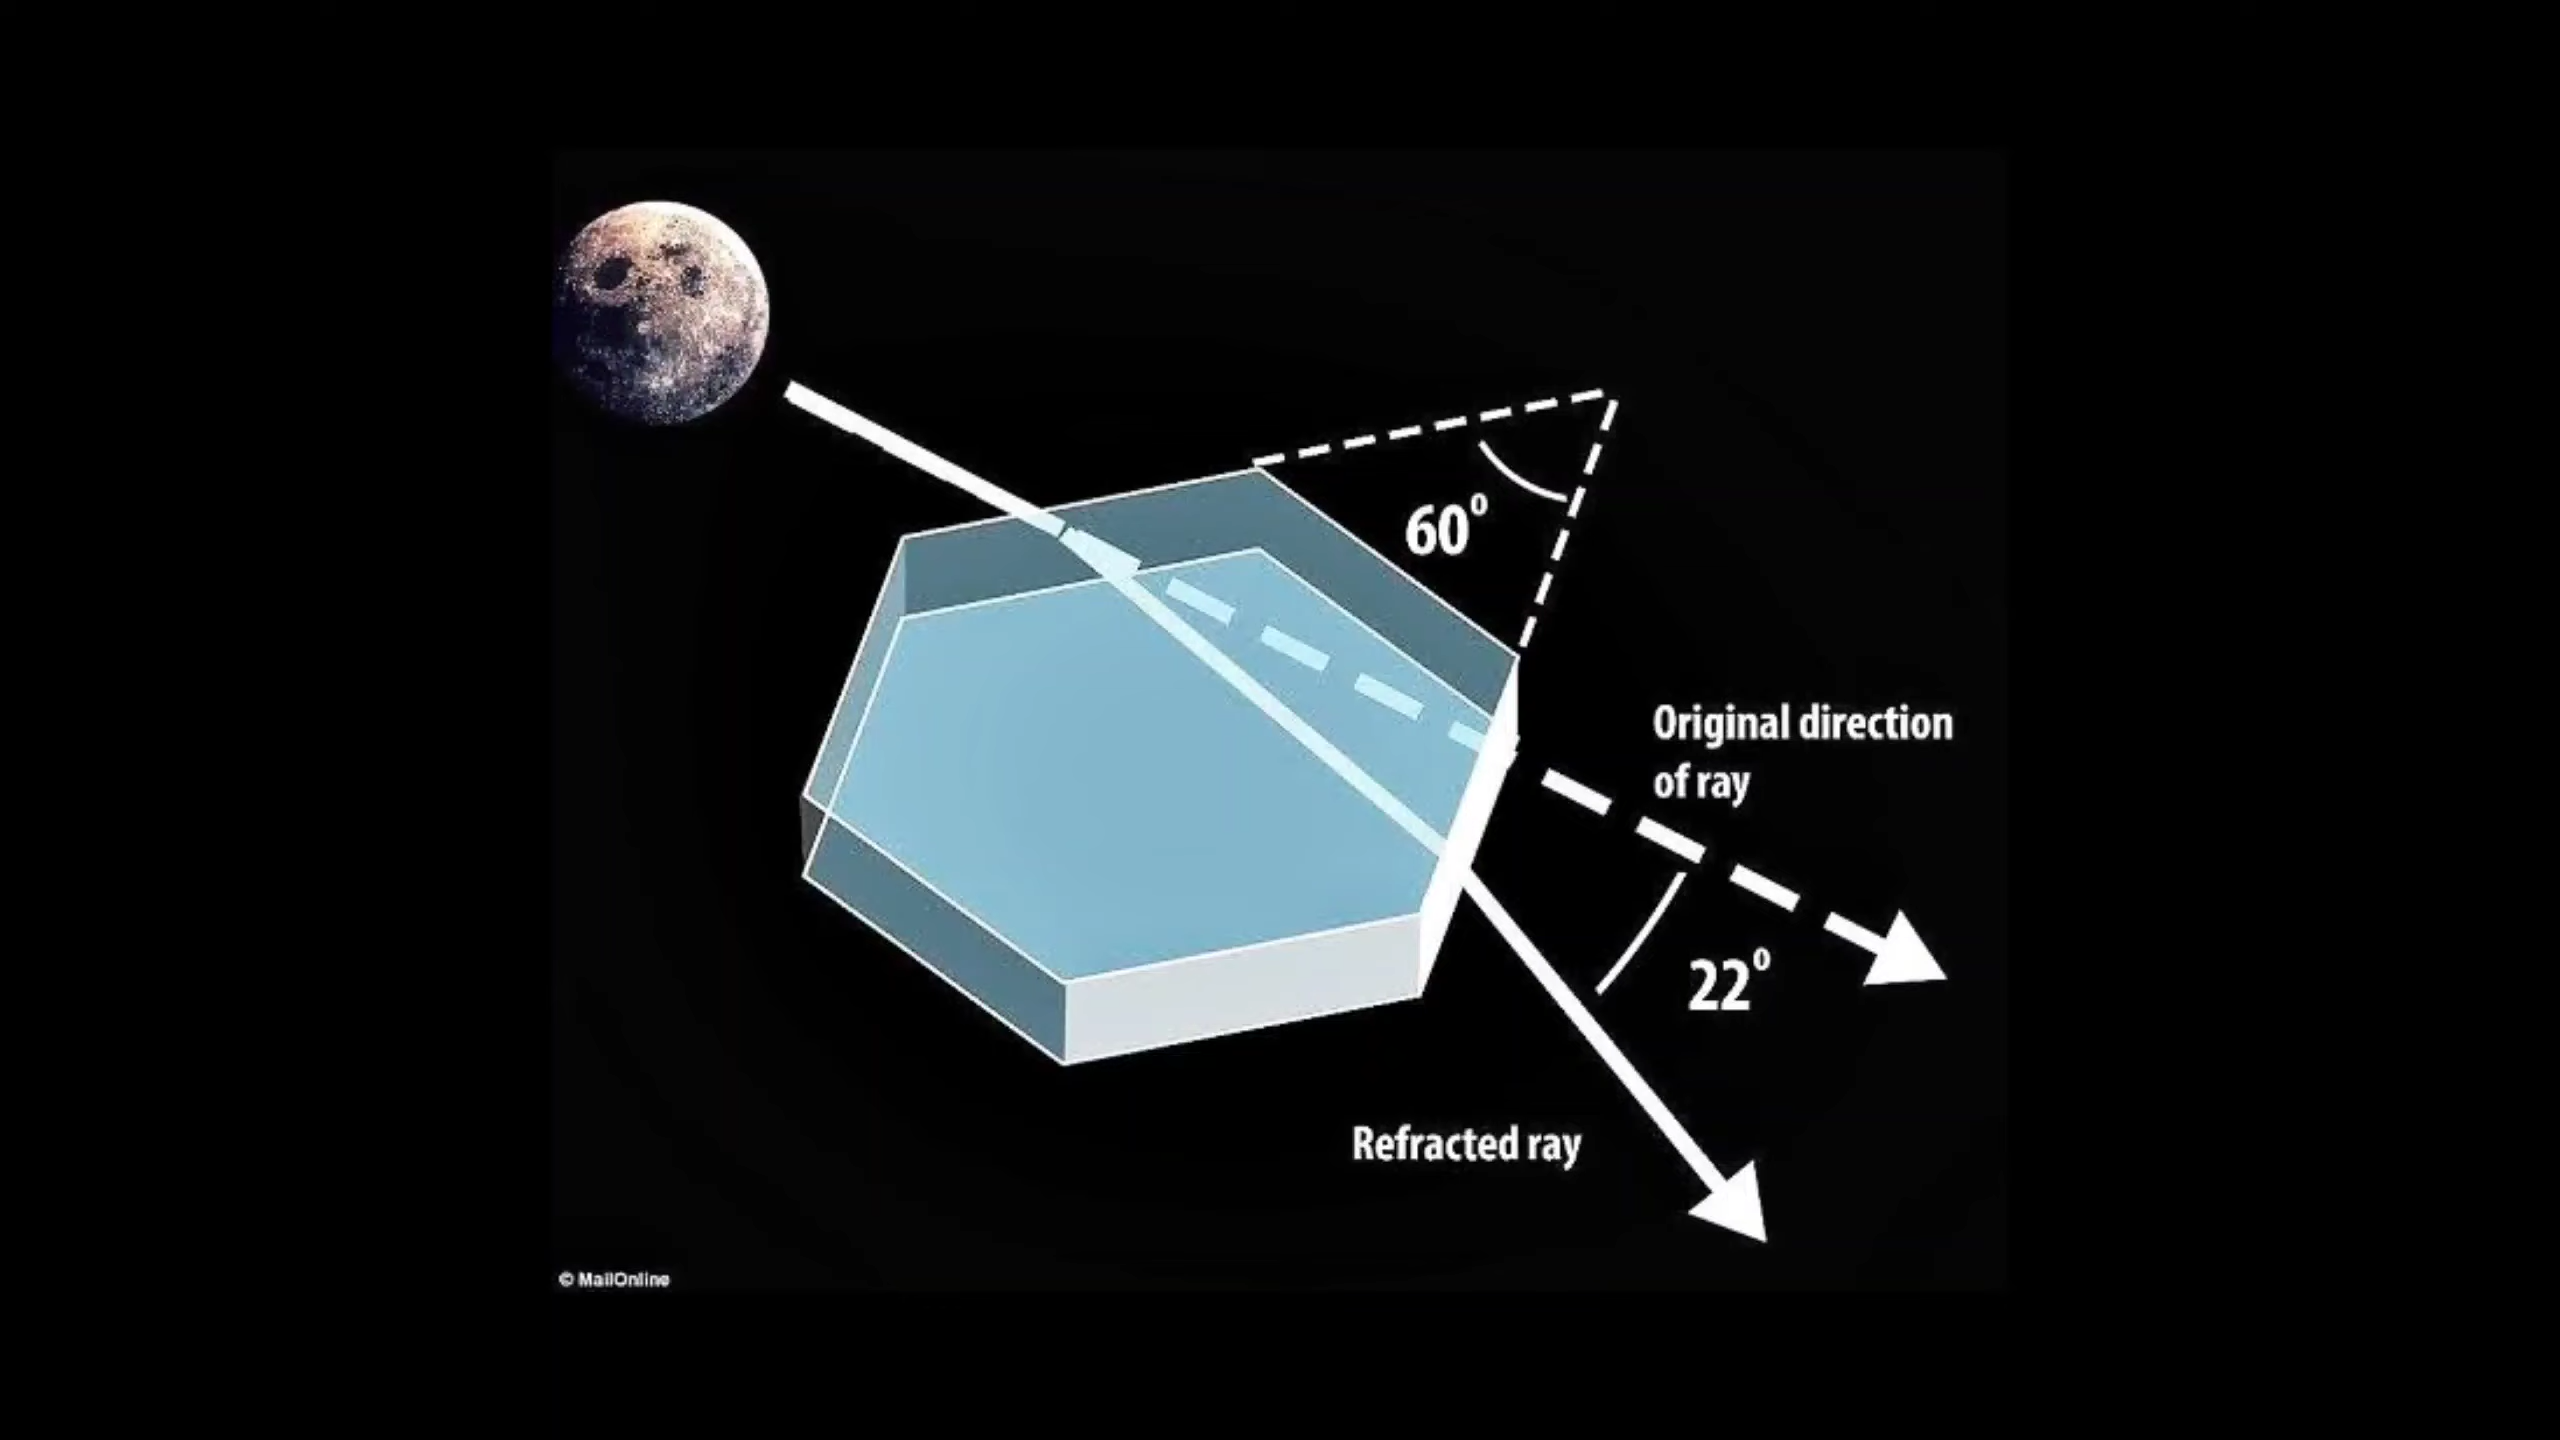 60°
Original direction
of ray
22°
Refracted ray
© MailOnline